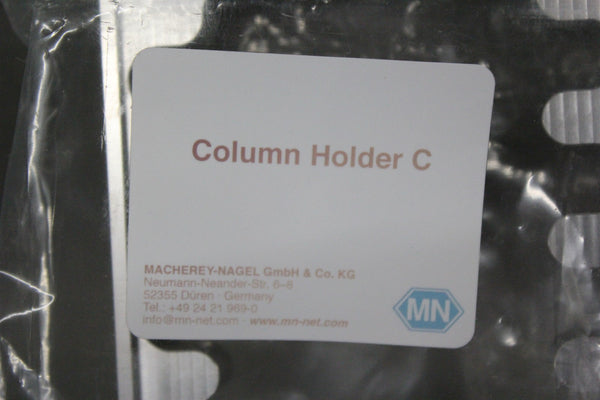 Column Holder C
MACHEREY-NAGEL GmbH & Co. KG
Neumann-Neander-Str. 6–8
52355 Düren · Germany
Tel.: +49 24 21 969-0
info@mn-net.com · www.mn-net.com
MN